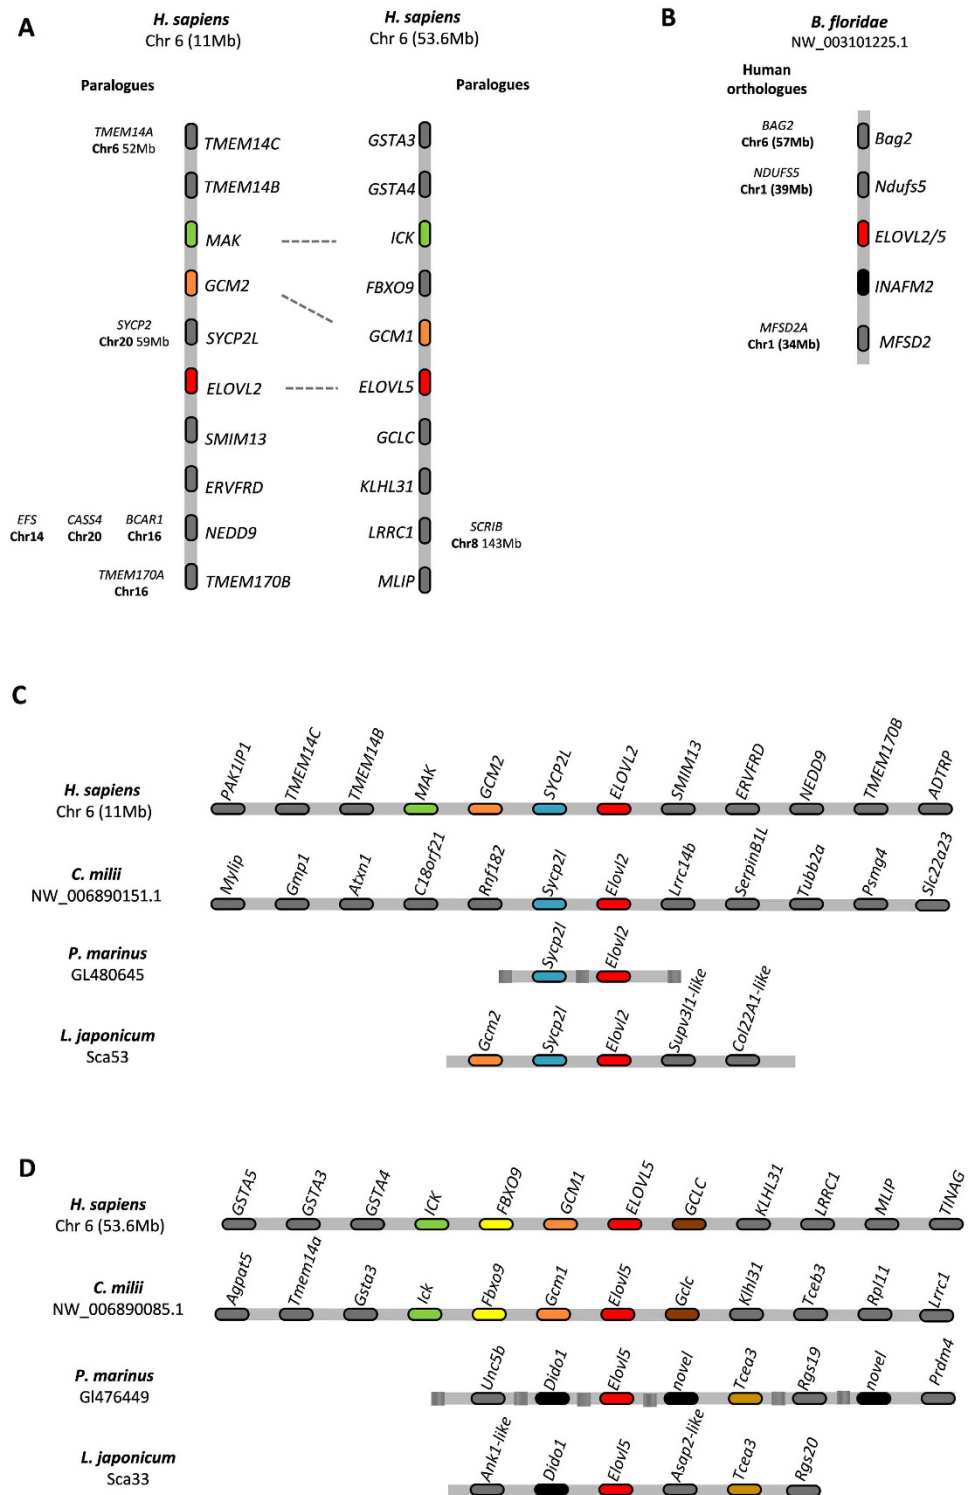 A
H. sapiens
Chr 6 (11Mb)
H. sapiens
Chr 6 (53.6Mb)
Paralogues
Paralogues
TMEM14A
Chr6 52Mb
TMEM14C
GSTA3
TMEM14B
GSTA4
MAK
ICK
GCM2
FBXO9
SYCP2
Chr20 59Mb
SYCP2L
GCM1
ELOVL2
ELOVL5
SMIM13
GCLC
ERVFRD
KLHL31
EFS
Chr14
CASS4
Chr20
BCAR1
Chr16
NEDD9
LRRC1
SCRIB
Chr8 143Mb
TMEM170A
Chr16
TMEM170B
MLIP
B
B. floridae
NW_003101225.1
Human
orthologues
BAG2
Chr6 (57Mb)
Bag2
NDUFS5
Chr1 (39Mb)
Ndufs5
ELOVL2/5
INAFM2
MFSD2A
Chr1 (34Mb)
MFSD2
C
H. sapiens
Chr 6 (11Mb)
PAK1IP1
TMEM14C
TMEM14B
MAK
GCM2
SYCP2L
ELOVL2
SMIM13
ERVFRD
NEDD9
TMEM170B
ADTRP
C. milii
NW_006890151.1
Mylip
Gmp1
Atxn1
C18orf21
Rnf182
Sycp2l
Elovl2
Lrrc14b
SerpinB1L
Tubb2a
Psmg4
Slc22a23
P. marinus
GL480645
Sycp2l
Elovl2
L. japonicum
Sca53
Gcm2
Sycp2l
Elovl2
Supv3l1-like
Col22A1-like
D
H. sapiens
Chr 6 (53.6Mb)
GSTA5
GSTA3
GSTA4
ICK
FBXO9
GCM1
ELOVL5
GCLC
KLHL31
LRRC1
MLIP
TINAG
C. milii
NW_006890085.1
Agpat5
Tmem14a
Gsta3
Ick
Fbxo9
Gcm1
Elovl5
Gclc
Klhl31
Tceb3
Rpl11
Lrrc1
P. marinus
Gl476449
Unc5b
Dido1
Elovl5
novel
Tcea3
Rgs19
novel
Prdm4
L. japonicum
Sca33
Ank1-like
Dido1
Elovl5
Asap2-like
Tcea3
Rgs20